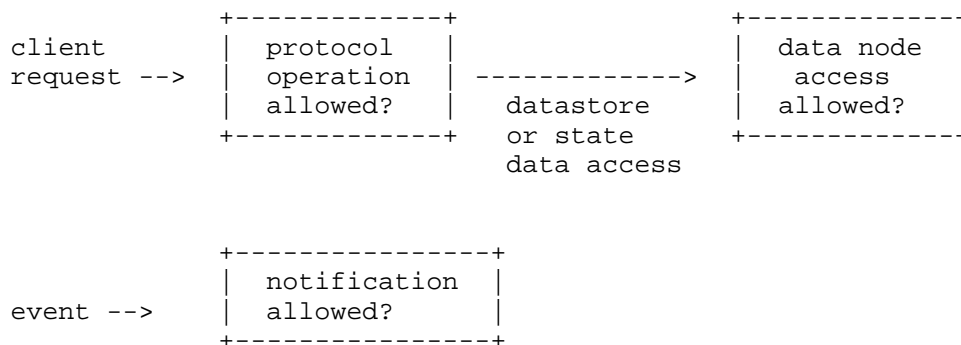 +-------------+                 +-------------
client       |  protocol   |                 |  data node
request -->  |  operation  | ------------->  |   access
             |  allowed?   |   datastore     |  allowed?
             +-------------+   or state      +-------------
                               data access
             +----------------+
             |  notification  |
event -->    |  allowed?      |
             +----------------+